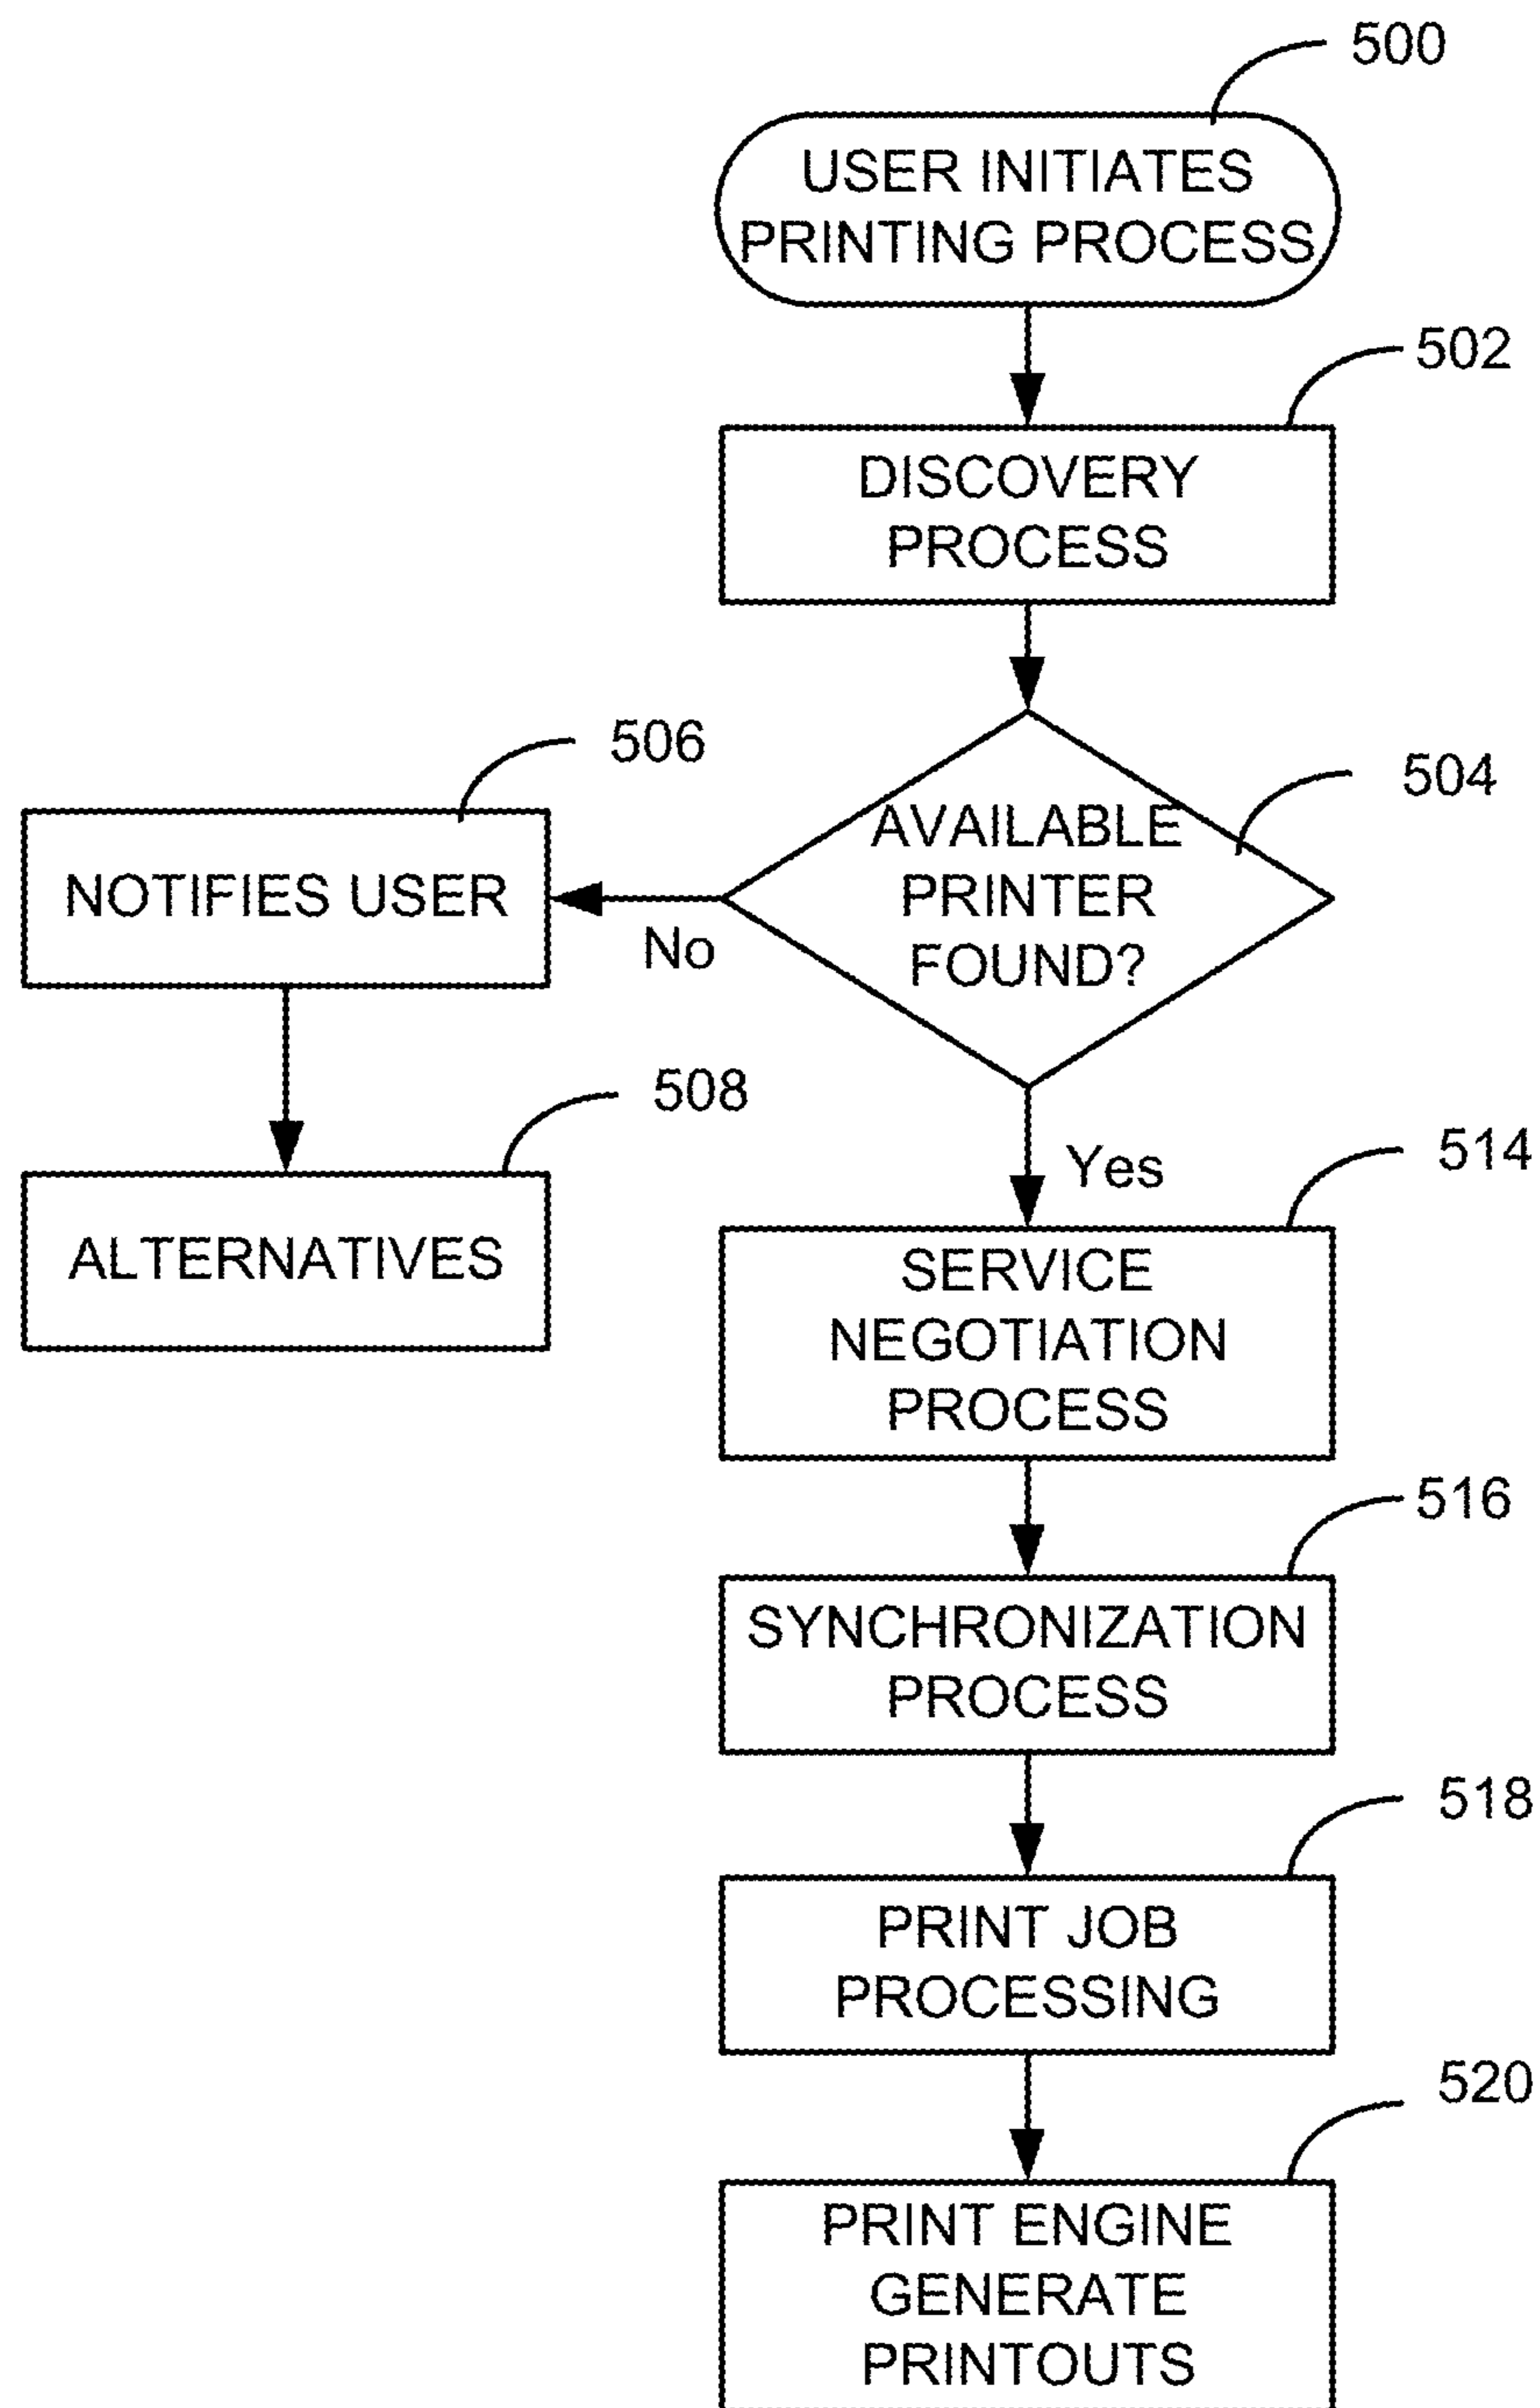 500
USER INITIATES
PRINTING PROCESS
502
DISCOVERY
PROCESS
504
AVAILABLE
PRINTER
FOUND?
506
NOTIFIES USER
No
508
ALTERNATIVES
Yes
514
SERVICE
NEGOTIATION
PROCESS
516
SYNCHRONIZATION
PROCESS
518
PRINT JOB
PROCESSING
520
PRINT ENGINE
GENERATE
PRINTOUTS